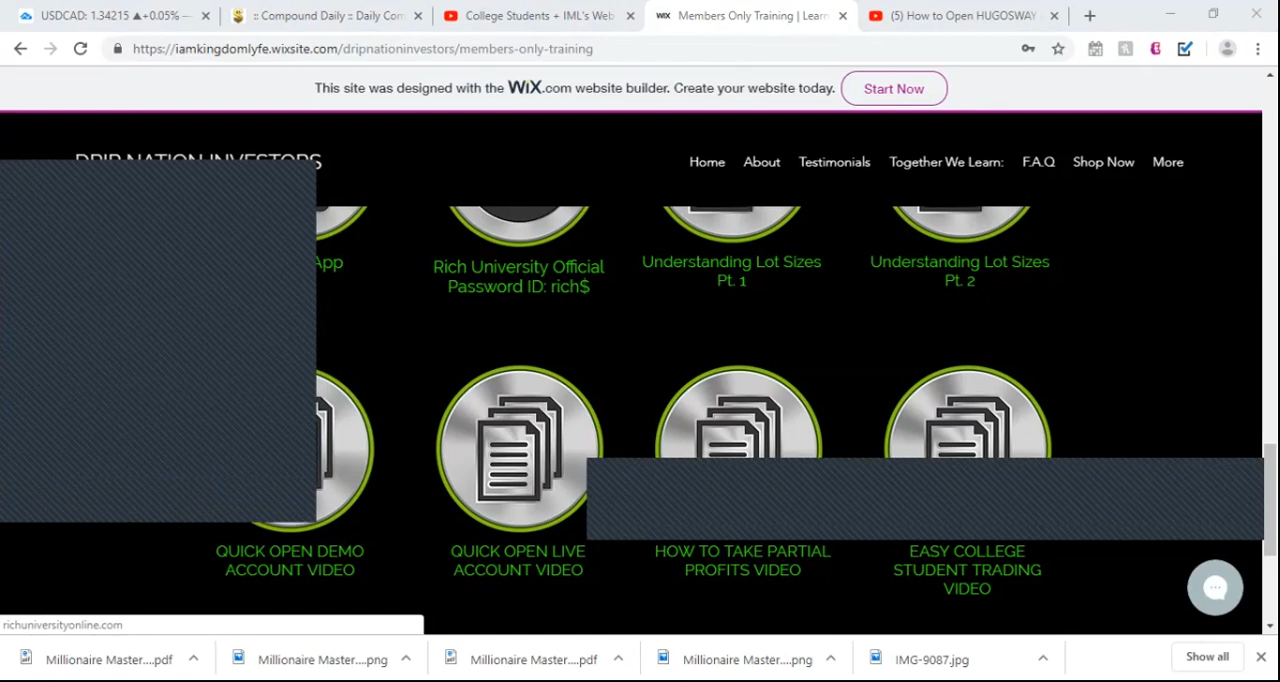 USDCAD: 1.34215 ▲+0.05% —
:: Compound Daily :: Daily Com
College Students + IML's Web
WIX Members Only Training | Learn
(5) How to Open HUGOSWAY
https://iamkingdomlyfe.wixsite.com/dripnationinvestors/members-only-training
This site was designed with the WiX.com website builder. Create your website today.
Start Now
DRIP NATION INVESTORS
Home About Testimonials Together We Learn: F.A.Q Shop Now More
App
Rich University Official
Password ID: rich$
Understanding Lot Sizes
Pt. 1
Understanding Lot Sizes
Pt. 2
QUICK OPEN DEMO
ACCOUNT VIDEO
QUICK OPEN LIVE
ACCOUNT VIDEO
HOW TO TAKE PARTIAL
PROFITS VIDEO
EASY COLLEGE
STUDENT TRADING
VIDEO
richuniversityonline.com
Millionaire Master....pdf
Millionaire Master....png
Millionaire Master....pdf
Millionaire Master....png
IMG-9087.jpg
Show all